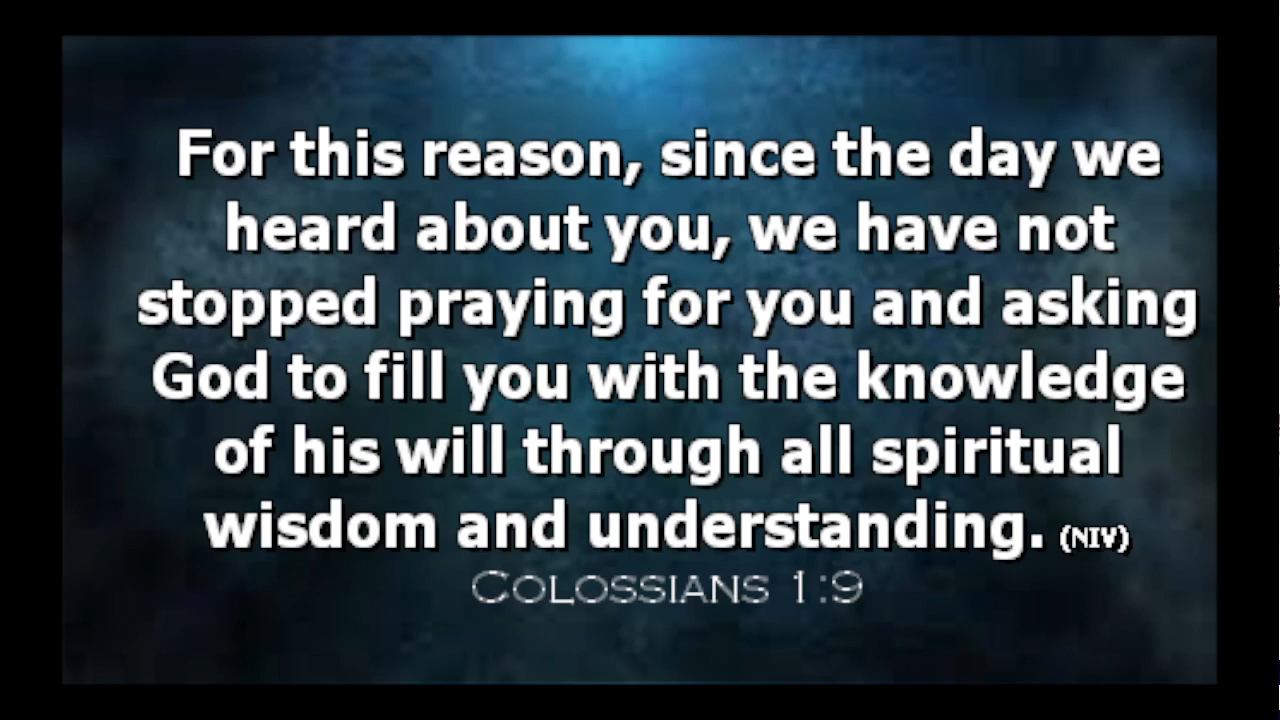 For this reason, since the day we
heard about you, we have not
stopped praying for you and asking
God to fill you with the knowledge
of his will through all spiritual
wisdom and understanding. (NIV)
Colossians 1:9